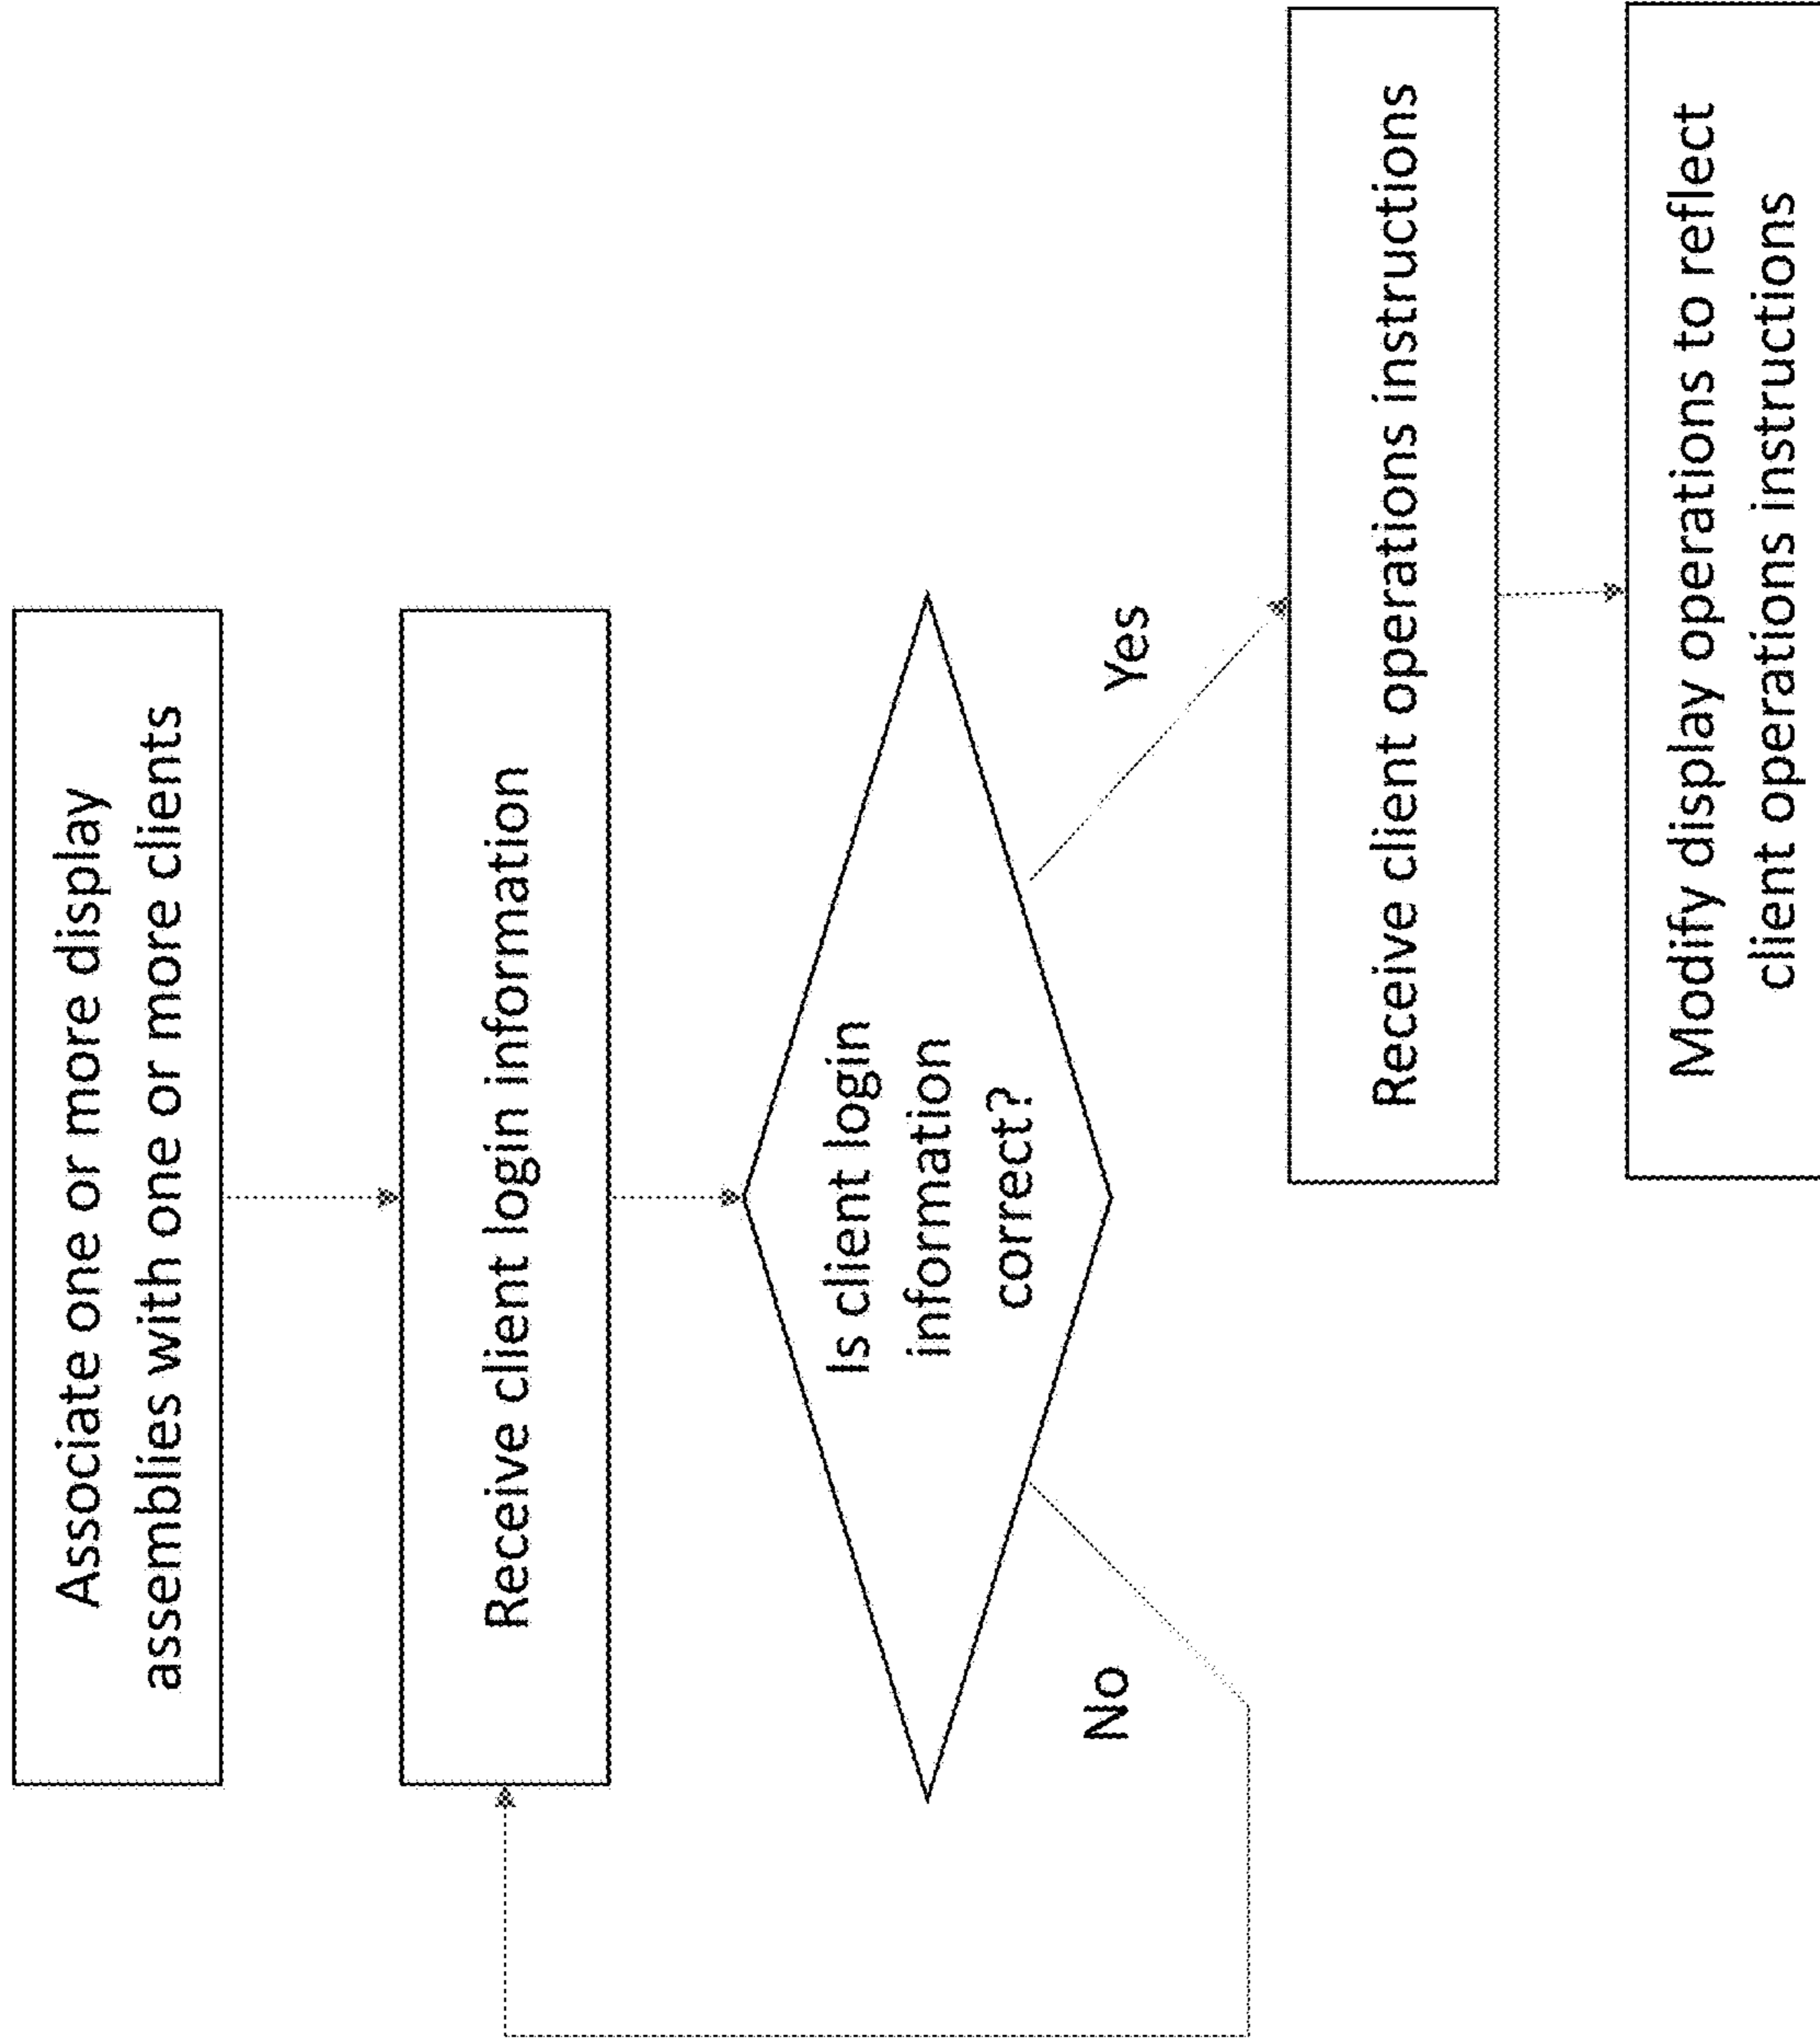 Associate one or more display
assemblies with one or more clients
Receive client login information
Is client login
information
correct?
No
Yes
Receive client operations instructions
Modify display operations to reflect
client operations instructions